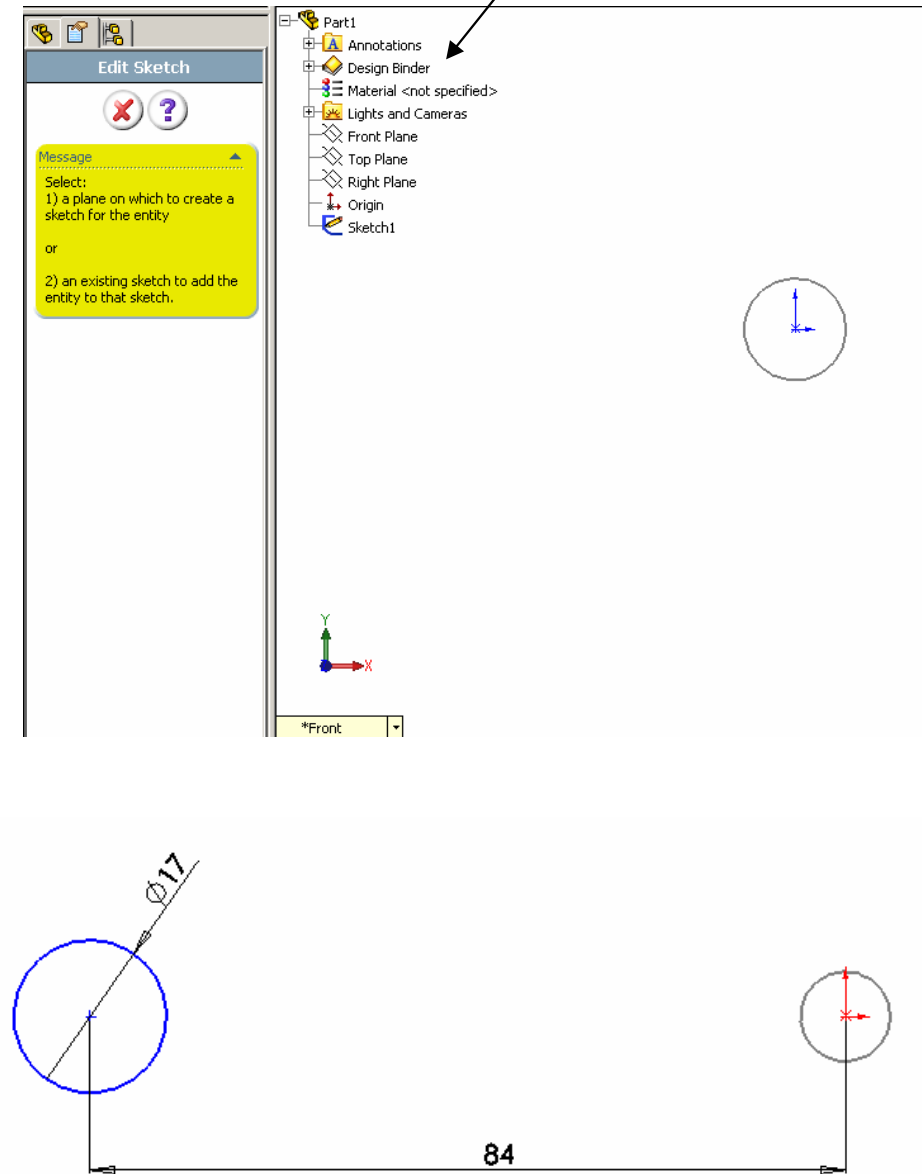 Part1
Annotations
Design Binder
Material <not specified>
Lights and Cameras
Front Plane
Top Plane
Right Plane
Origin
Sketch1
Edit Sketch
?
Message
Select:
1) a plane on which to create a
sketch for the entity
or
2) an existing sketch to add the
entity to that sketch.
Y
X
*Front
Ø17
84